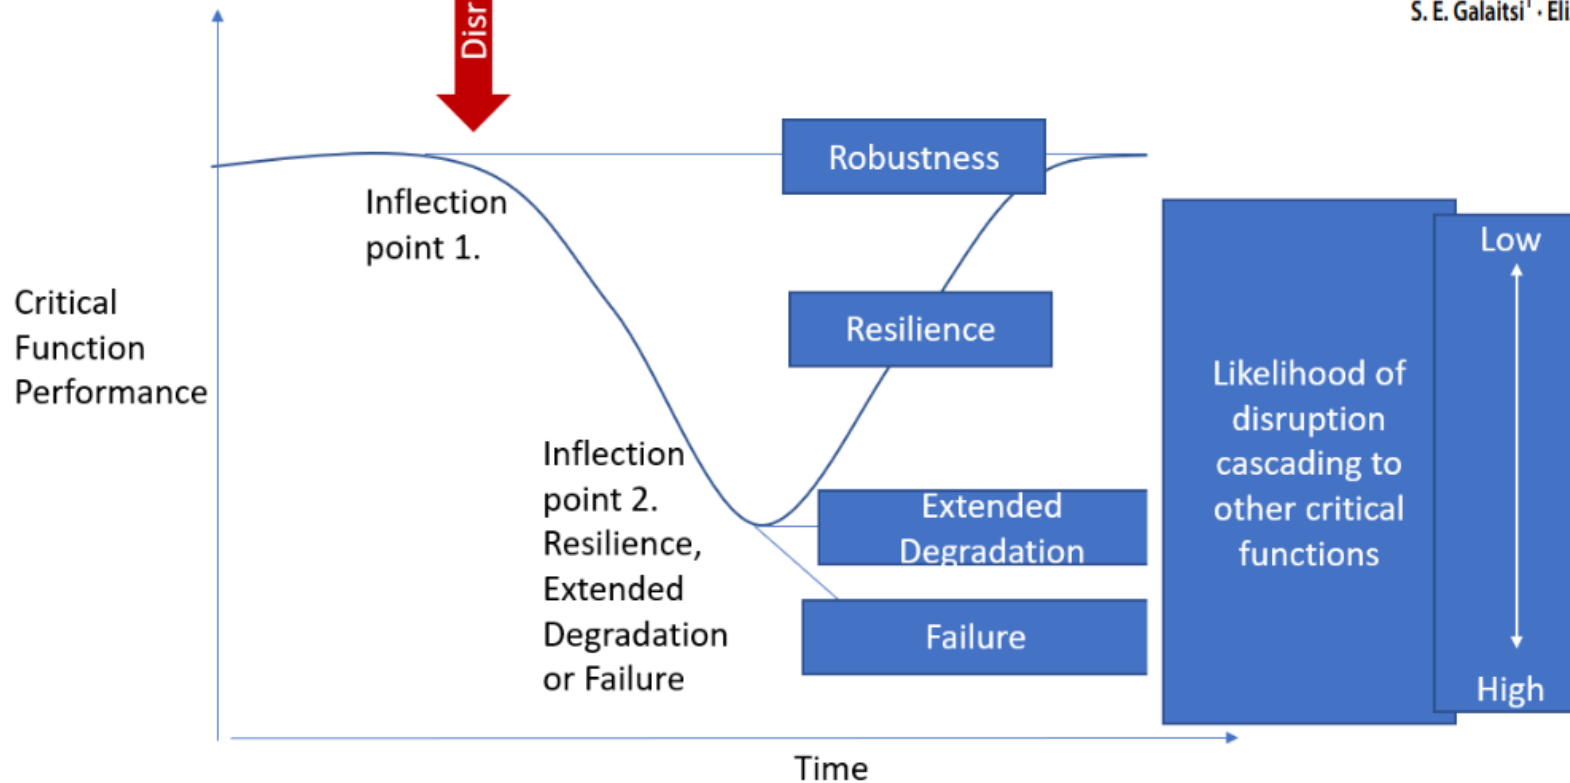 S. E. Galaitsi¹ · Eli
Disr
Robustness
Inflection
point 1.
Low
Critical
Function
Performance
Resilience
Likelihood of
disruption
cascading to
other critical
functions
Inflection
point 2.
Resilience,
Extended
Degradation
or Failure
Extended
Degradation
Failure
High
Time